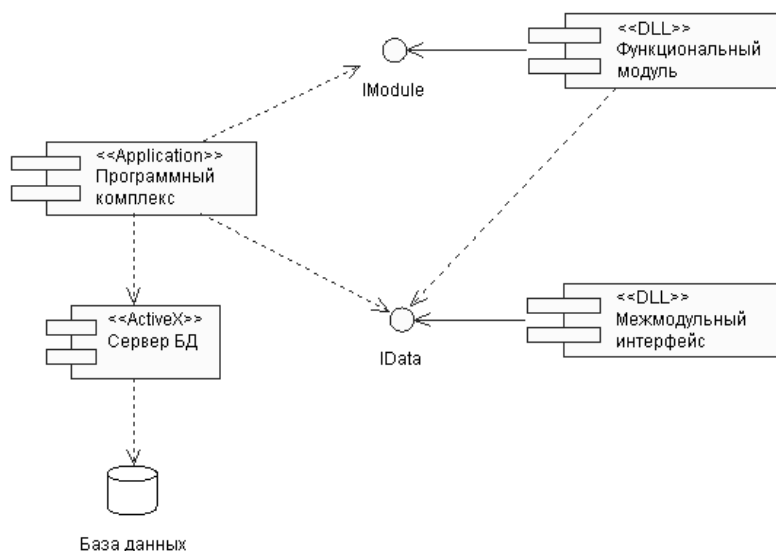 <<DLL>>
Функциональный
модуль
IModule
<<Application>>
Программный
комплекс
<<ActiveX>>
Сервер БД
IData
<<DLL>>
Межмодульный
интерфейс
База данных